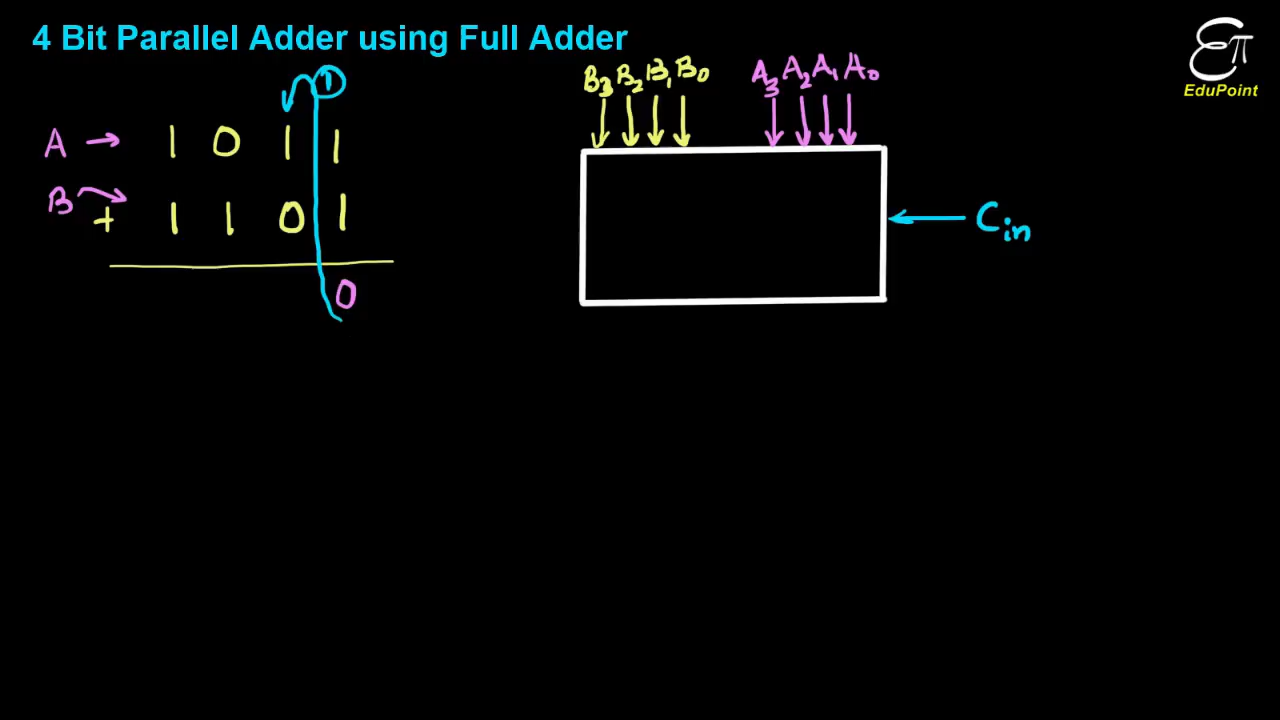 4 Bit Parallel Adder using Full Adder
επ
EduPoint
B3 B2 B1 B0 A3 A2 A1 A0
1
A → 1 0 1 1
B → + 1 1 0 1
0
Cin